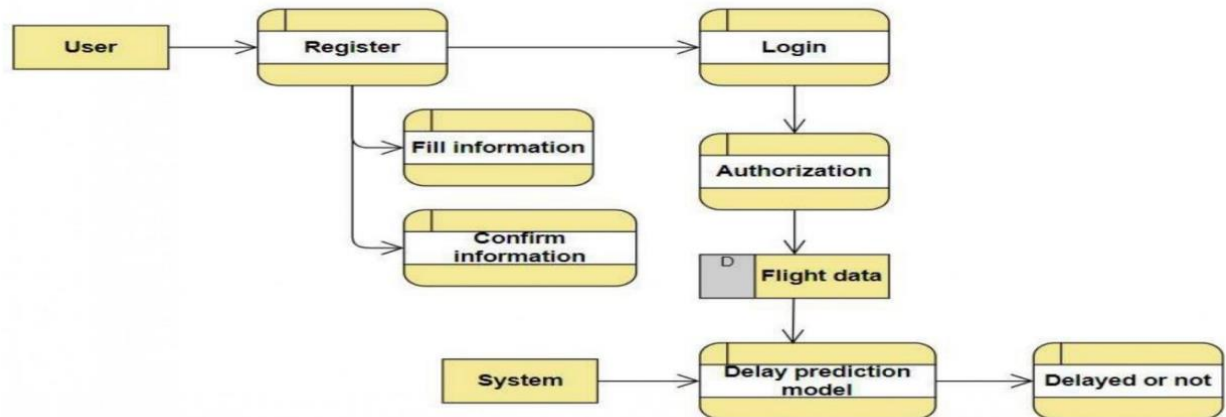 User
Register
Login
Fill information
Authorization
Confirm
information
D
Flight data
System
Delay prediction
model
Delayed or not